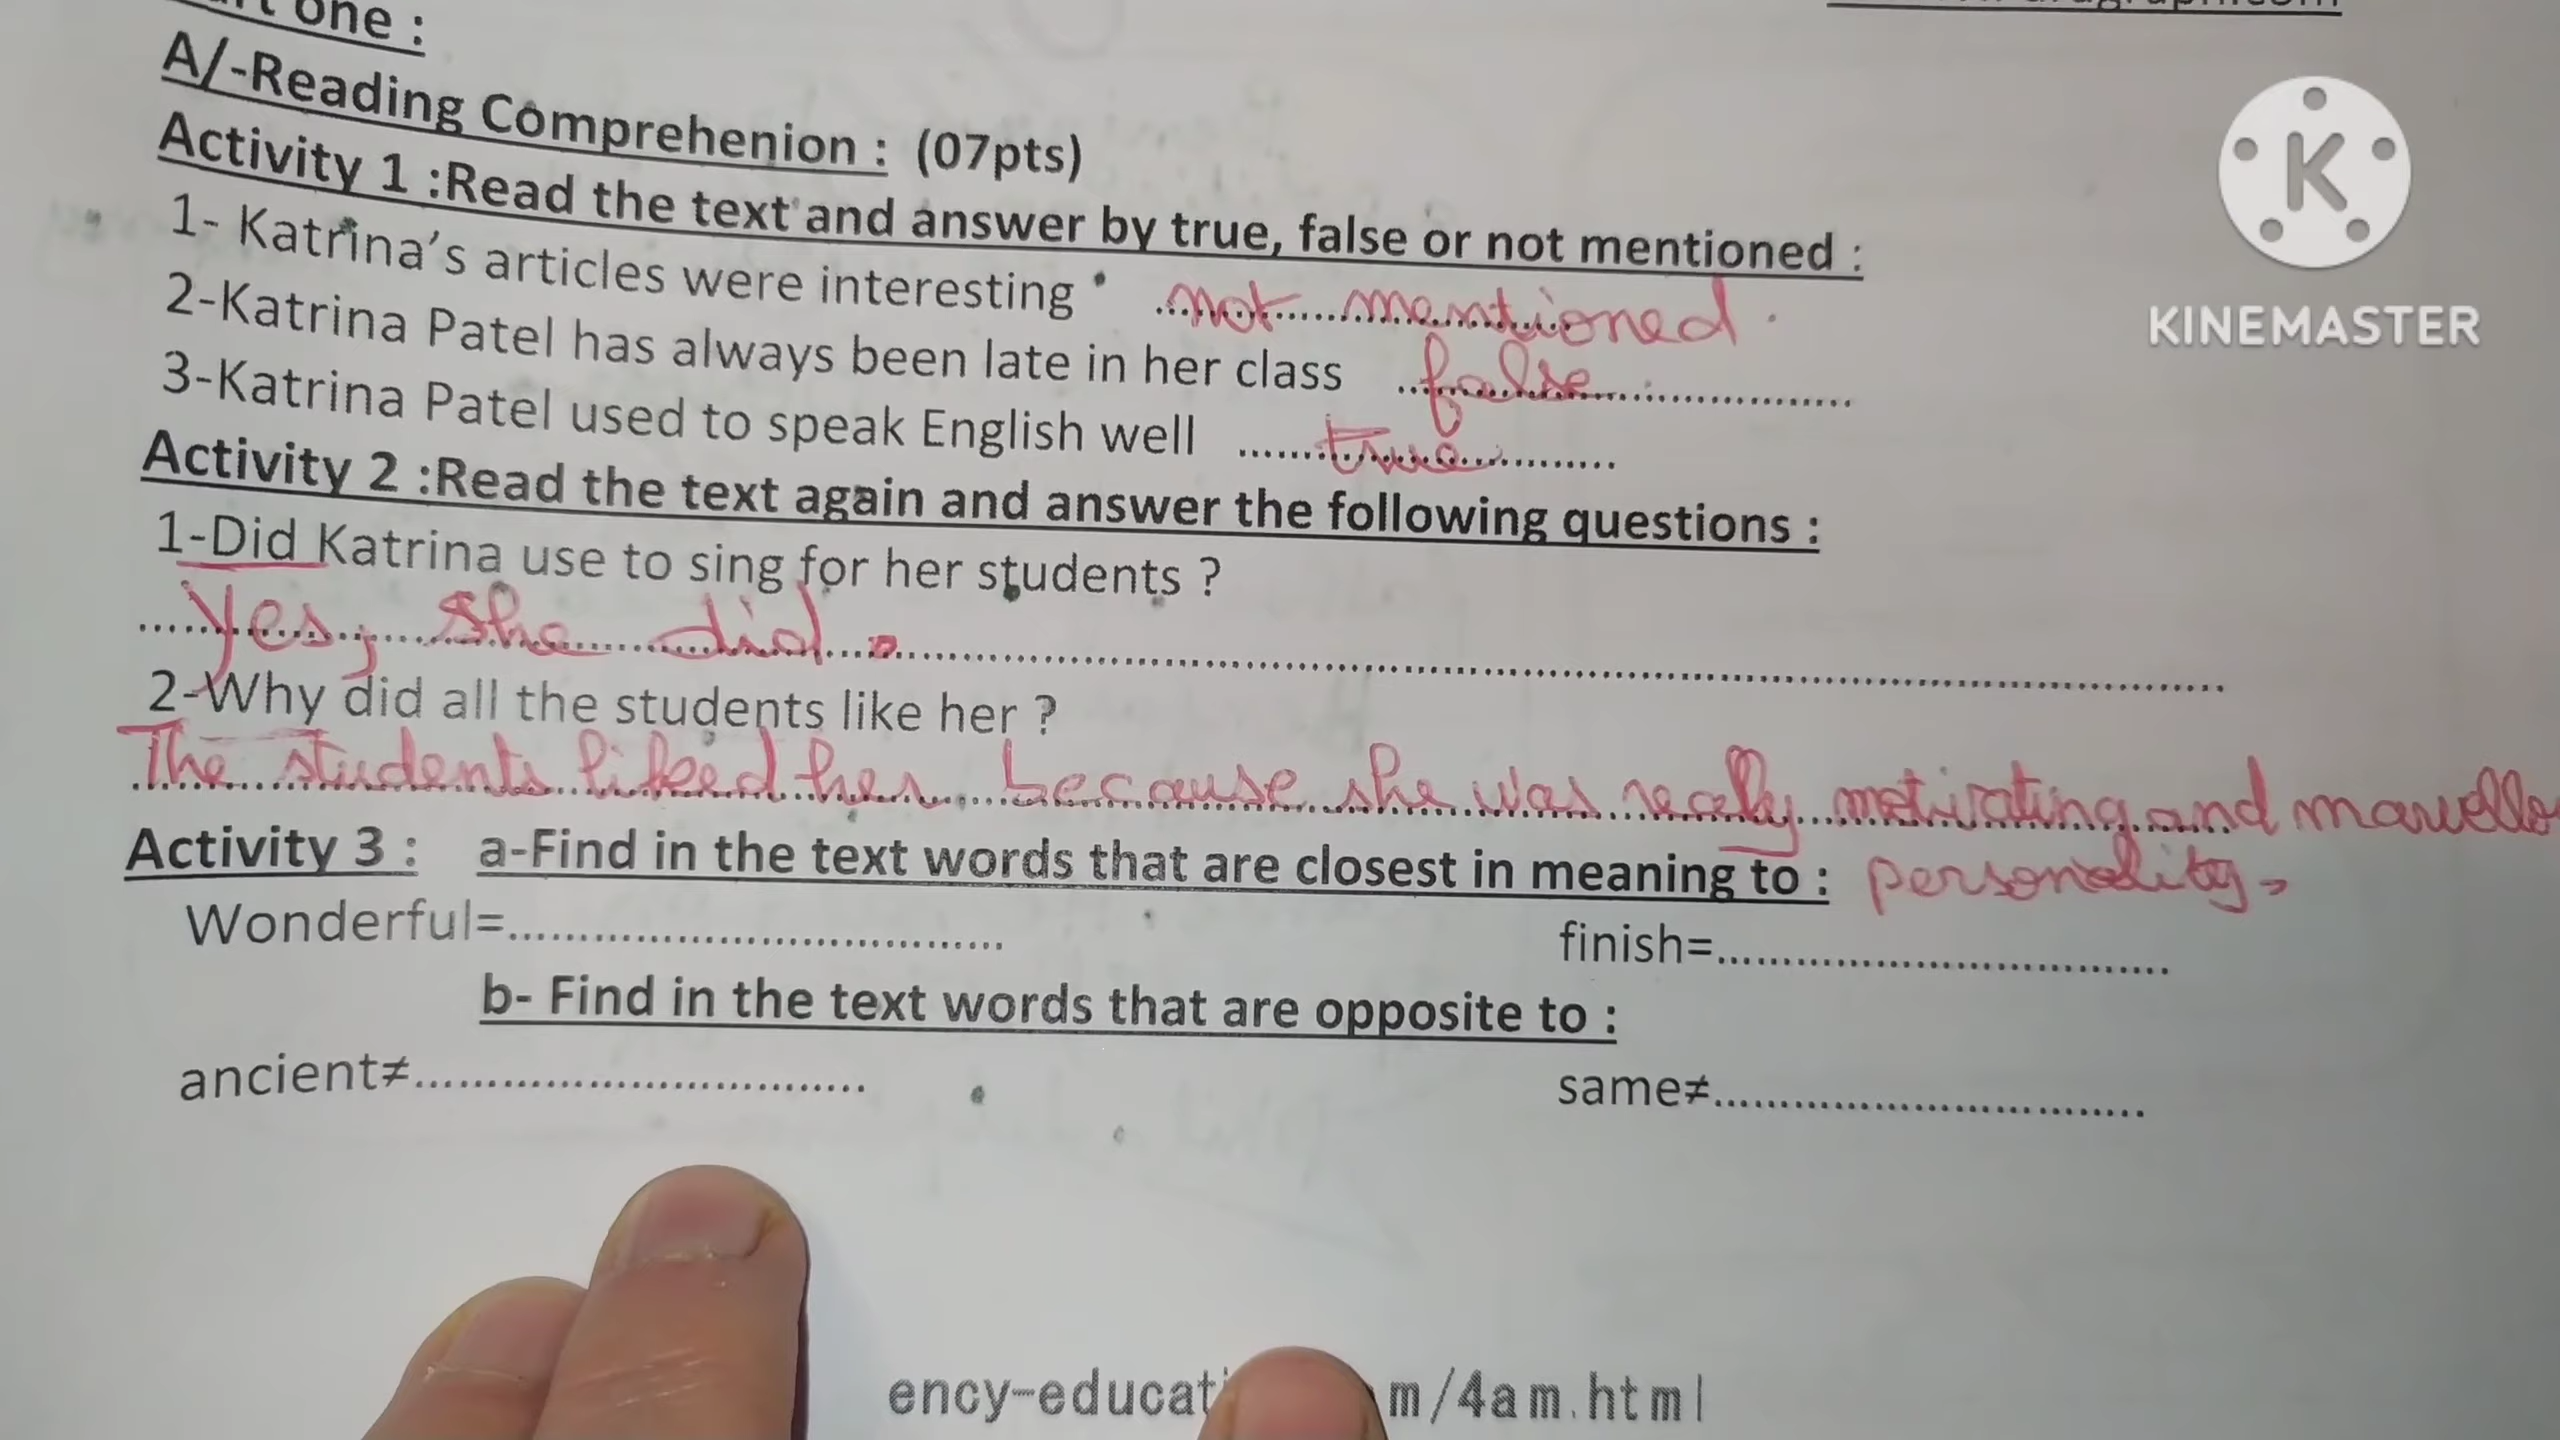 one :
A/-Reading Comprehenion : (07pts)
Activity 1 :Read the text and answer by true, false or not mentioned :
1- Katrina's articles were interesting not mentioned.
2-Katrina Patel has always been late in her class false
3-Katrina Patel used to speak English well true
Activity 2 :Read the text again and answer the following questions :
1-Did Katrina use to sing for her students ?
Yes, she did.
2-Why did all the students like her ?
The students liked her because she was really motivating and marvello
personality.
Activity 3 : a-Find in the text words that are closest in meaning to :
Wonderful=.................... finish=....................
b- Find in the text words that are opposite to :
ancient≠.................... same≠....................
ency-educati m/4am.html
K
KINEMASTER